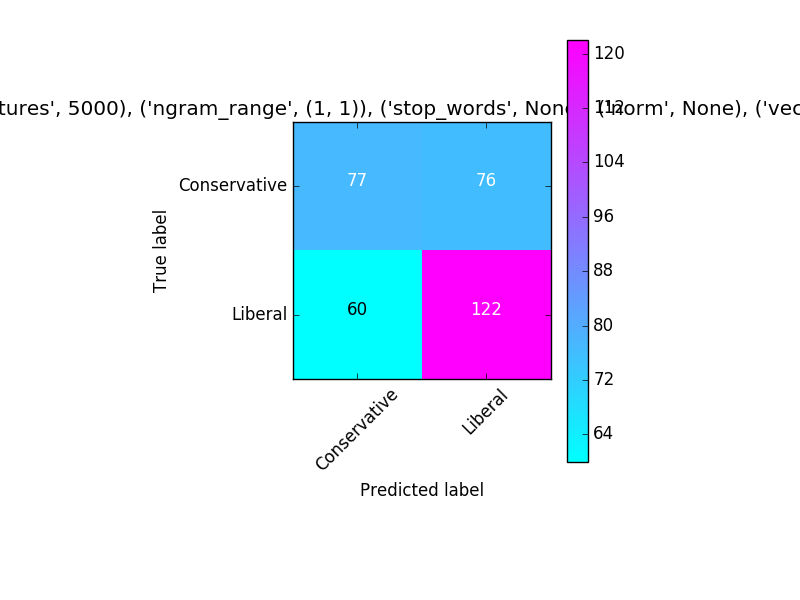 tures', 5000), ('ngram_range', (1, 1)), ('stop_words', None), ('norm', None), ('vec
120
112
104
96
88
80
72
64
True label
Conservative
77
76
Liberal
60
122
Conservative
Liberal
Predicted label